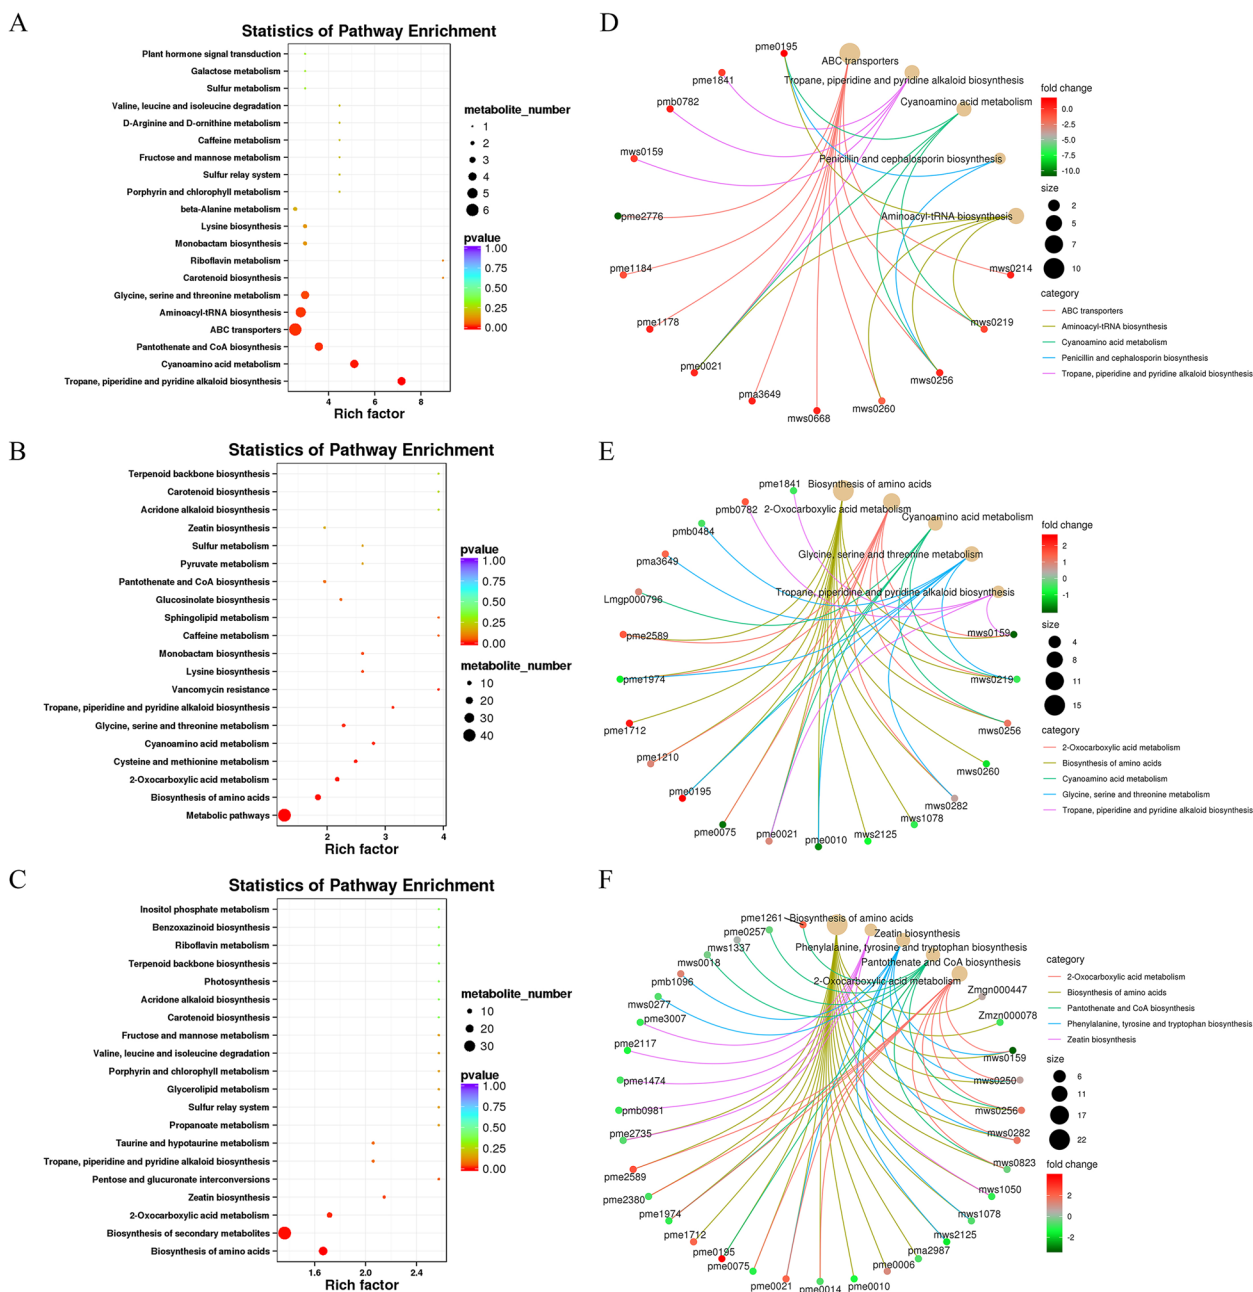 A
Statistics of Pathway Enrichment
Plant hormone signal transduction
Galactose metabolism
Sulfur metabolism
Valine, leucine and isoleucine degradation
D-Arginine and D-ornithine metabolism
Caffeine metabolism
Fructose and mannose metabolism
Sulfur relay system
Porphyrin and chlorophyll metabolism
beta-Alanine metabolism
Lysine biosynthesis
Monobactam biosynthesis
Riboflavin metabolism
Carotenoid biosynthesis
Glycine, serine and threonine metabolism
Aminoacyl-tRNA biosynthesis
ABC transporters
Pantothenate and CoA biosynthesis
Cyanoamino acid metabolism
Tropane, piperidine and pyridine alkaloid biosynthesis
4 6 8
Rich factor
metabolite_number
1
2
3
4
5
6
pvalue
1.00
0.75
0.50
0.25
0.00
D
pme0195
ABC transporters
pme1841
Tropane, piperidine and pyridine alkaloid biosynthesis
pmb0782
Cyanoamino acid metabolism
mws0159
Penicillin and cephalosporin biosynthesis
pme2776
Aminoacyl-tRNA biosynthesis
pme1184
mws0214
pme1178
mws0219
pme0021
mws0256
pma3649
mws0668
mws0260
fold change
0.0
-2.5
-5.0
-7.5
-10.0
size
2
5
7
10
category
ABC transporters
Aminoacyl-tRNA biosynthesis
Cyanoamino acid metabolism
Penicillin and cephalosporin biosynthesis
Tropane, piperidine and pyridine alkaloid biosynthesis
B
Statistics of Pathway Enrichment
Terpenoid backbone biosynthesis
Carotenoid biosynthesis
Acridone alkaloid biosynthesis
Zeatin biosynthesis
Sulfur metabolism
Pyruvate metabolism
Pantothenate and CoA biosynthesis
Glucosinolate biosynthesis
Sphingolipid metabolism
Caffeine metabolism
Monobactam biosynthesis
Lysine biosynthesis
Vancomycin resistance
Tropane, piperidine and pyridine alkaloid biosynthesis
Glycine, serine and threonine metabolism
Cyanoamino acid metabolism
Cysteine and methionine metabolism
2-Oxocarboxylic acid metabolism
Biosynthesis of amino acids
Metabolic pathways
2 3 4
Rich factor
pvalue
1.00
0.75
0.50
0.25
0.00
metabolite_number
10
20
30
40
E
pme1841
Biosynthesis of amino acids
pmb0782
2-Oxocarboxylic acid metabolism
pmb0484
Cyanoamino acid metabolism
pma3649
Glycine, serine and threonine metabolism
Lmgp000796
Tropane, piperidine and pyridine alkaloid biosynthesis
pme2589
mws0159
pme1974
mws0219
pme1712
mws0256
pme1210
mws0260
pme0195
mws0282
pme0075
mws1078
pme0021
pme0010
mws2125
fold change
2
1
0
-1
size
4
8
11
15
category
2-Oxocarboxylic acid metabolism
Biosynthesis of amino acids
Cyanoamino acid metabolism
Glycine, serine and threonine metabolism
Tropane, piperidine and pyridine alkaloid biosynthesis
C
Statistics of Pathway Enrichment
Inositol phosphate metabolism
Benzoxazinoid biosynthesis
Riboflavin metabolism
Terpenoid backbone biosynthesis
Photosynthesis
Acridone alkaloid biosynthesis
Carotenoid biosynthesis
Fructose and mannose metabolism
Valine, leucine and isoleucine degradation
Porphyrin and chlorophyll metabolism
Glycerolipid metabolism
Sulfur relay system
Propanoate metabolism
Taurine and hypotaurine metabolism
Tropane, piperidine and pyridine alkaloid biosynthesis
Pentose and glucuronate interconversions
Zeatin biosynthesis
2-Oxocarboxylic acid metabolism
Biosynthesis of secondary metabolites
Biosynthesis of amino acids
1.6 2.0 2.4
Rich factor
metabolite_number
10
20
30
pvalue
1.00
0.75
0.50
0.25
0.00
F
pme1261
Biosynthesis of amino acids
pme0257
Zeatin biosynthesis
mws1337
Phenylalanine, tyrosine and tryptophan biosynthesis
mws0018
Pantothenate and CoA biosynthesis
pmb1096
2-Oxocarboxylic acid metabolism
mws0277
Zmgn000447
pme3007
Zmzn000078
pme2117
mws0159
pme1474
mws0250
pmb0981
mws0256
pme2735
mws0282
pme2589
mws0823
pme2380
mws1050
pme1974
mws1078
pme1712
mws2125
pme0195
pma2987
pme0075
pme0006
pme0021
pme0014
pme0010
category
2-Oxocarboxylic acid metabolism
Biosynthesis of amino acids
Pantothenate and CoA biosynthesis
Phenylalanine, tyrosine and tryptophan biosynthesis
Zeatin biosynthesis
size
6
11
17
22
fold change
2
0
-2